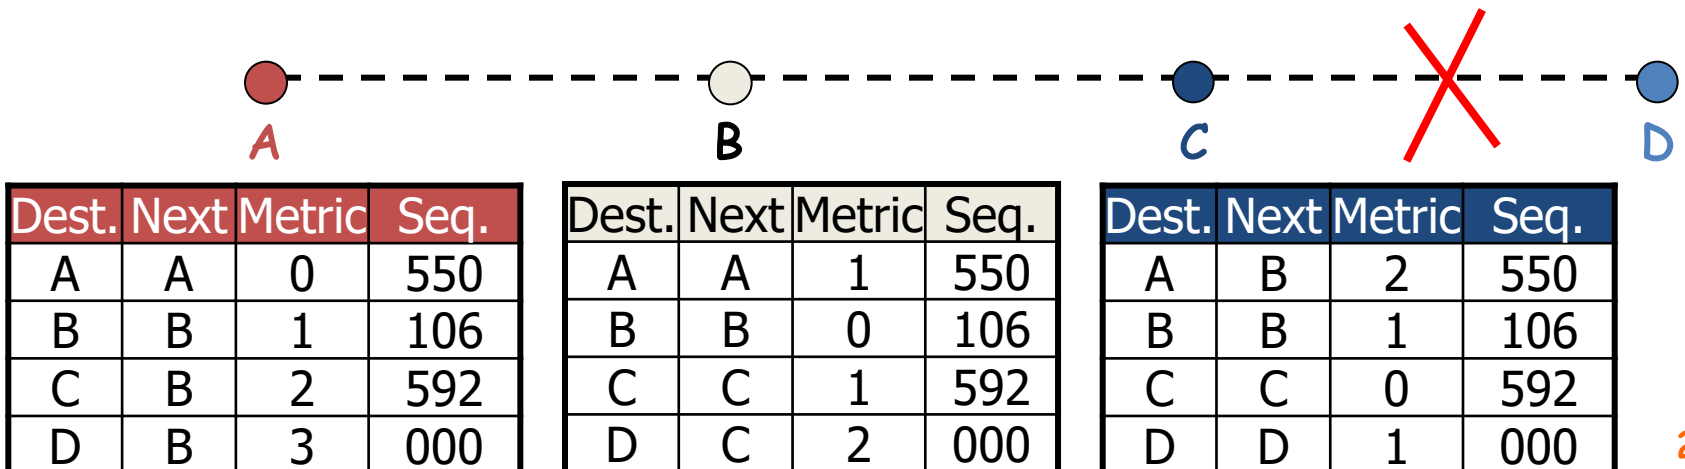 A B C D
Dest. Next Metric Seq. Dest. Next Metric Seq. Dest. Next Metric Seq.
A A 0 550 A A 1 550 A B 2 550
B B 1 106 B B 0 106 B B 1 106
C B 2 592 C C 1 592 C C 0 592
D B 3 000 D C 2 000 D D 1 000